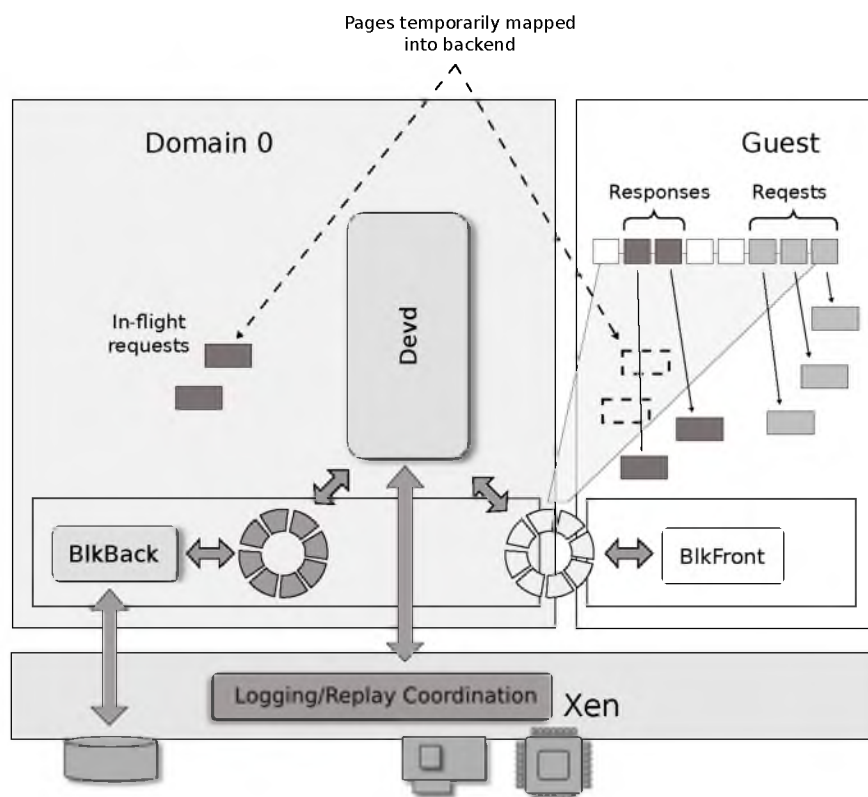 Pages temporarily mapped
into backend
Domain 0
Guest
Responses
Reqests
In-flight
requests
Devd
BlkBack
BlkFront
Logging/Replay Coordination
Xen